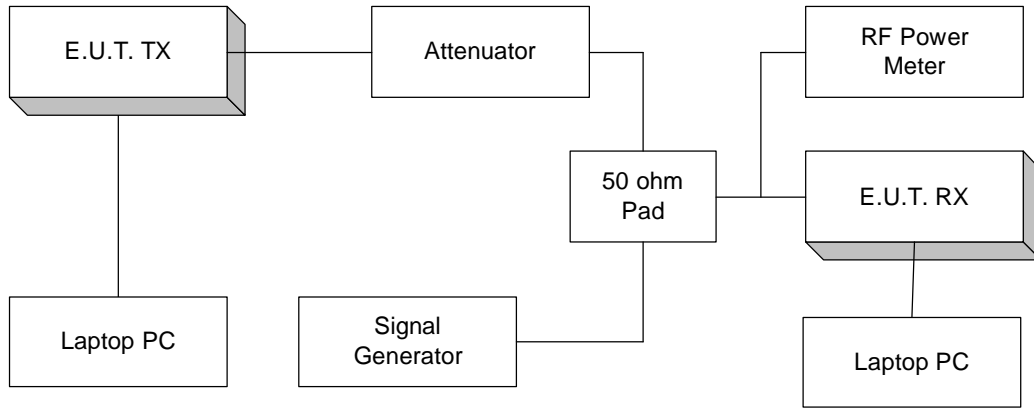 E.U.T. TX
Attenuator
RF Power
Meter
50 ohm
Pad
E.U.T. RX
Laptop PC
Signal
Generator
Laptop PC